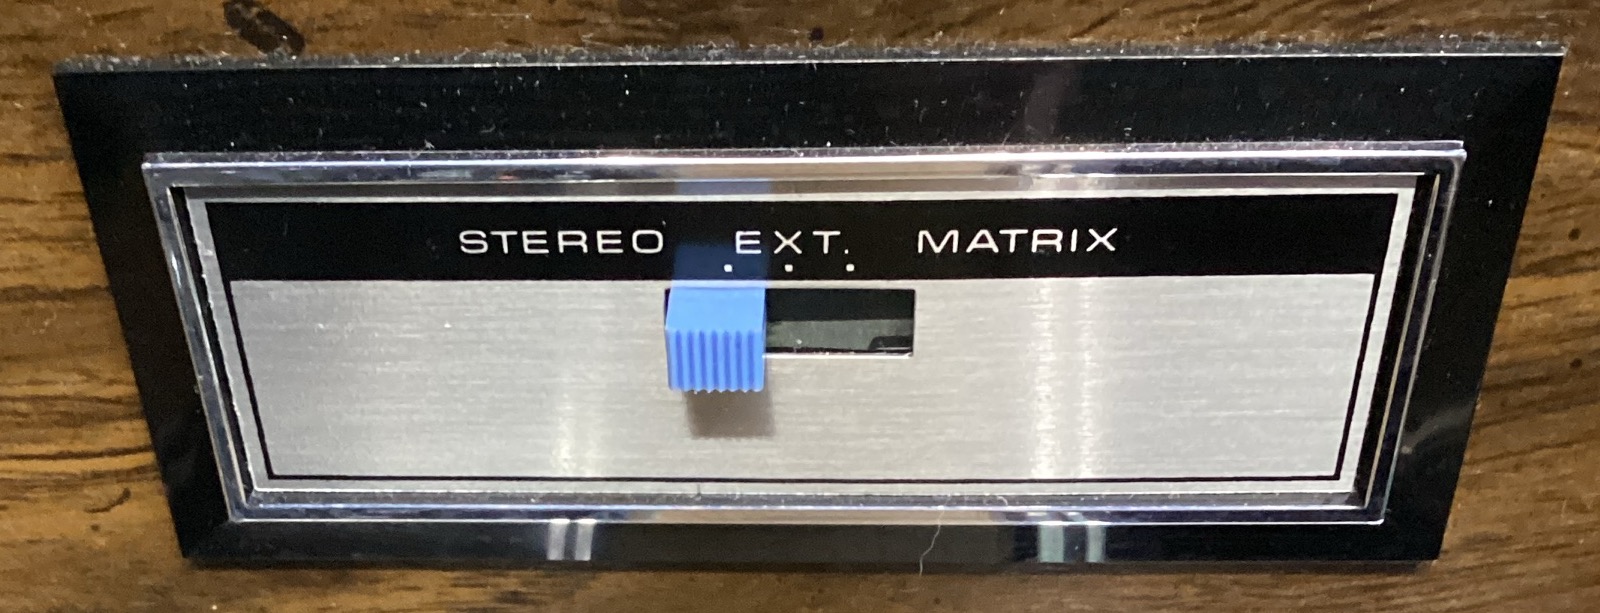 STEREO EXT. MATRIX